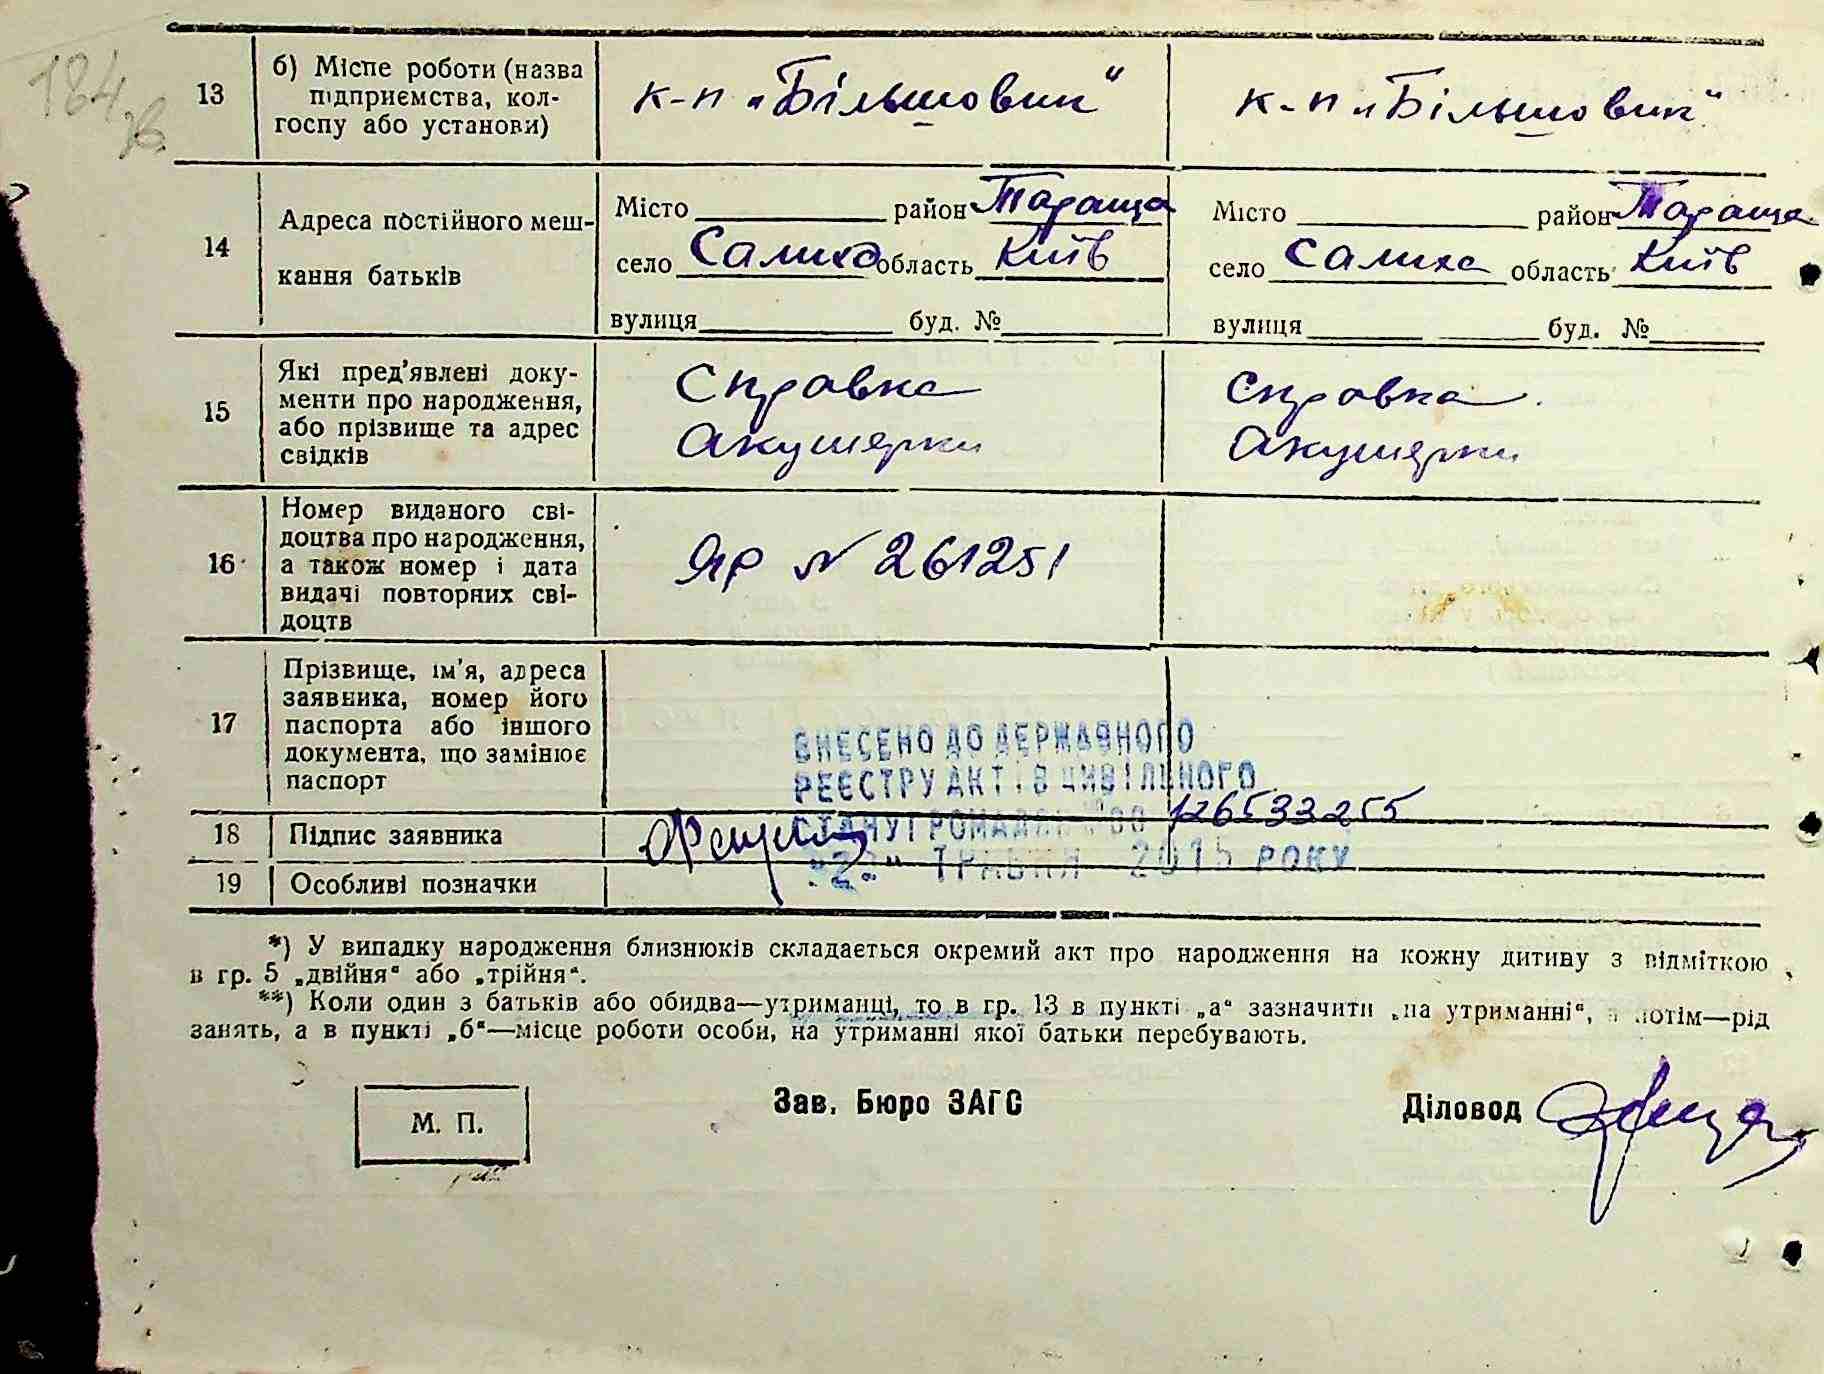 184 зв.
13 б) Місце роботи (назва к-п „Більшовик“ к-п „Більшовик“
підприємства, кол-
госпу або установи)
Місто район Тараща Місто район Тараща
14 Адреса постійного меш-
село Салиха область Київ село Салиха область Київ
кання батьків
вулиця буд. № вулиця буд. №
15 Які пред’явлені доку- Справка Справка
менти про народження,
або прізвище та адрес Акушерки Акушерки
свідків
Номер виданого сві-
доцтва про народження,
16 а також номер і дата ЯР № 261251
видачі повторних сві-
доцтв
Прізвище, ім’я, адреса
заявника, номер його
17 паспорта або іншого
документа, що замінює
паспорт
ВНЕСЕНО ДО ДЕРЖАВНОГО
РЕЄСТРУ АКТІВ ЦИВІЛЬНОГО
СТАНУ ГРОМАДЯН ЗА 126533255
18 Підпис заявника
ТРАВНЯ 2015 РОКУ
19 Особливі позначки
*) У випадку народження близнюків складається окремий акт про народження на кожну дитину з відміткою
в гр. 5 „двійня“ або „трійня“.
**) Коли один з батьків або обидва—утриманці, то в гр. 13 в пункті „а“ зазначити „на утриманні“, а потім—рід
занять, а в пункті „б“—місце роботи особи, на утриманні якої батьки перебувають.
М. П. Зав. Бюро ЗАГС Діловод